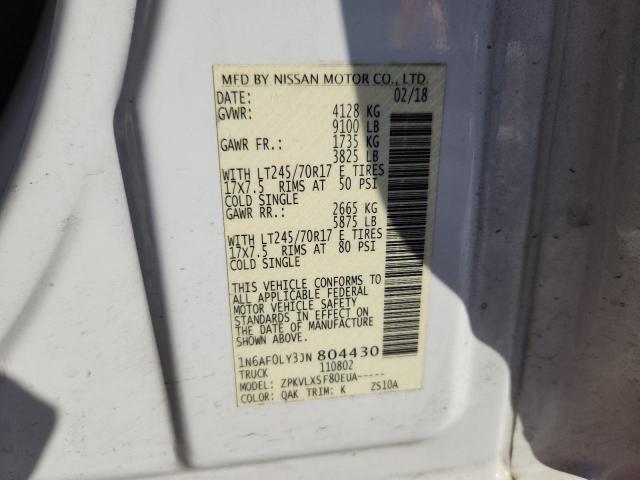 MFD BY NISSAN MOTOR CO., LTD.
DATE: 02/18
GVWR: 4128 KG
9100 LB
GAWR FR.: 1735 KG
3825 LB
WITH LT245/70R17 E TIRES
17X7.5 RIMS AT 50 PSI
COLD SINGLE
GAWR RR.: 2665 KG
5875 LB
WITH LT245/70R17 E TIRES
17X7.5 RIMS AT 80 PSI
COLD SINGLE
THIS VEHICLE CONFORMS TO
ALL APPLICABLE FEDERAL
MOTOR VEHICLE SAFETY
STANDARDS IN EFFECT ON
THE DATE OF MANUFACTURE
SHOWN ABOVE.
1N6AF0LY3JN 804430
TRUCK 110802
MODEL: ZPKVLXSF80EUA-----
COLOR: QAK TRIM: K ZS10A